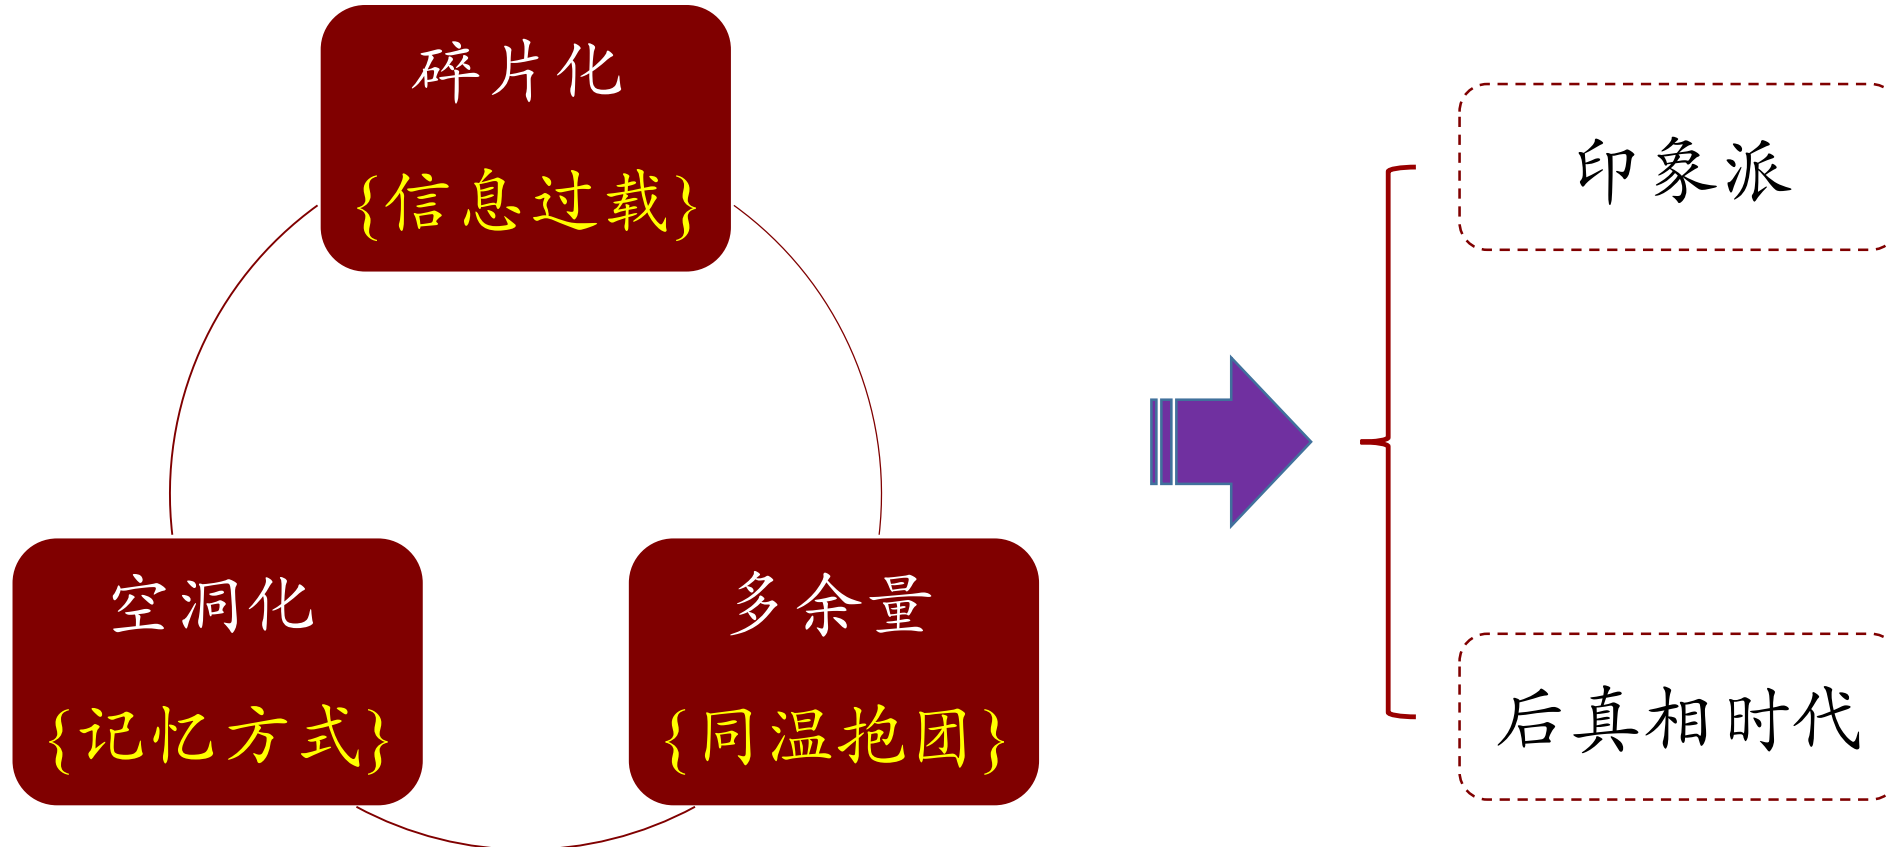 碎片化
{信息过载}
空洞化
{记忆方式}
多余量
{同温抱团}
印象派
后真相时代